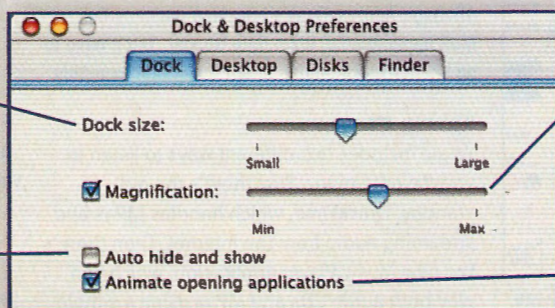 Dock & Desktop Preferences
Dock Desktop Disks Finder
Dock size:
Small Large
Magnification:
Min Max
Auto hide and show
Animate opening applications